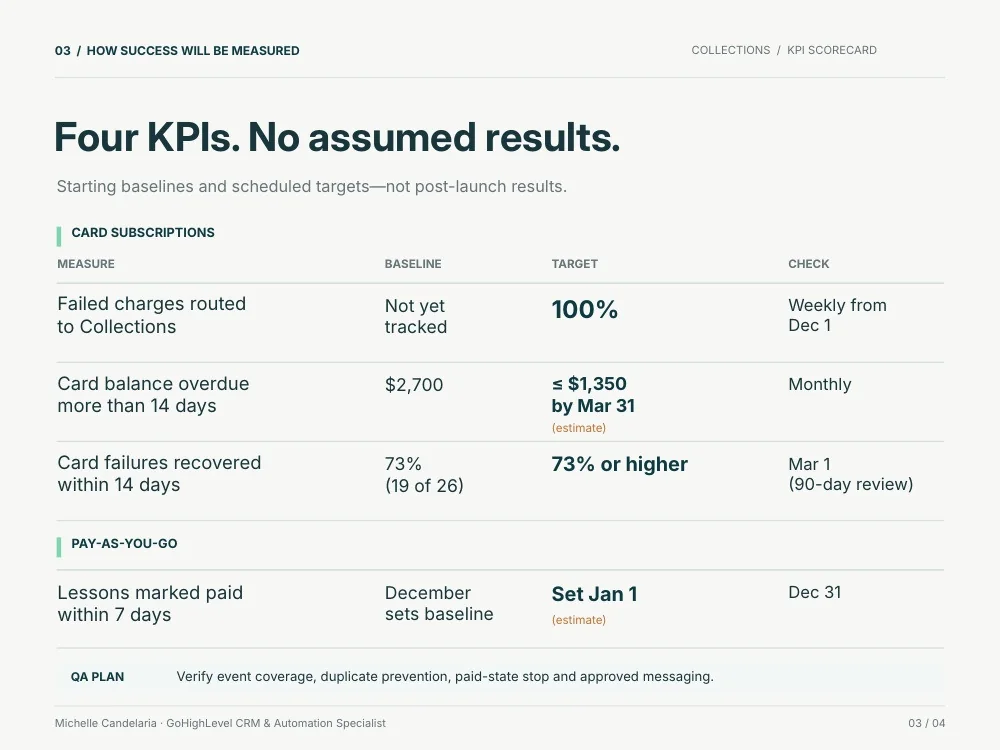 03 / HOW SUCCESS WILL BE MEASURED
COLLECTIONS / KPI SCORECARD
Four KPIs. No assumed results.
Starting baselines and scheduled targets—not post-launch results.
CARD SUBSCRIPTIONS
MEASURE BASELINE TARGET CHECK
Failed charges routed
to Collections
Not yet
tracked
100%
Weekly from
Dec 1
Card balance overdue
more than 14 days
$2,700
≤ $1,350
by Mar 31
(estimate)
Monthly
Card failures recovered
within 14 days
73%
(19 of 26)
73% or higher
Mar 1
(90-day review)
PAY-AS-YOU-GO
Lessons marked paid
within 7 days
December
sets baseline
Set Jan 1
(estimate)
Dec 31
QA PLAN Verify event coverage, duplicate prevention, paid-state stop and approved messaging.
Michelle Candelaria · GoHighLevel CRM & Automation Specialist
03 / 04